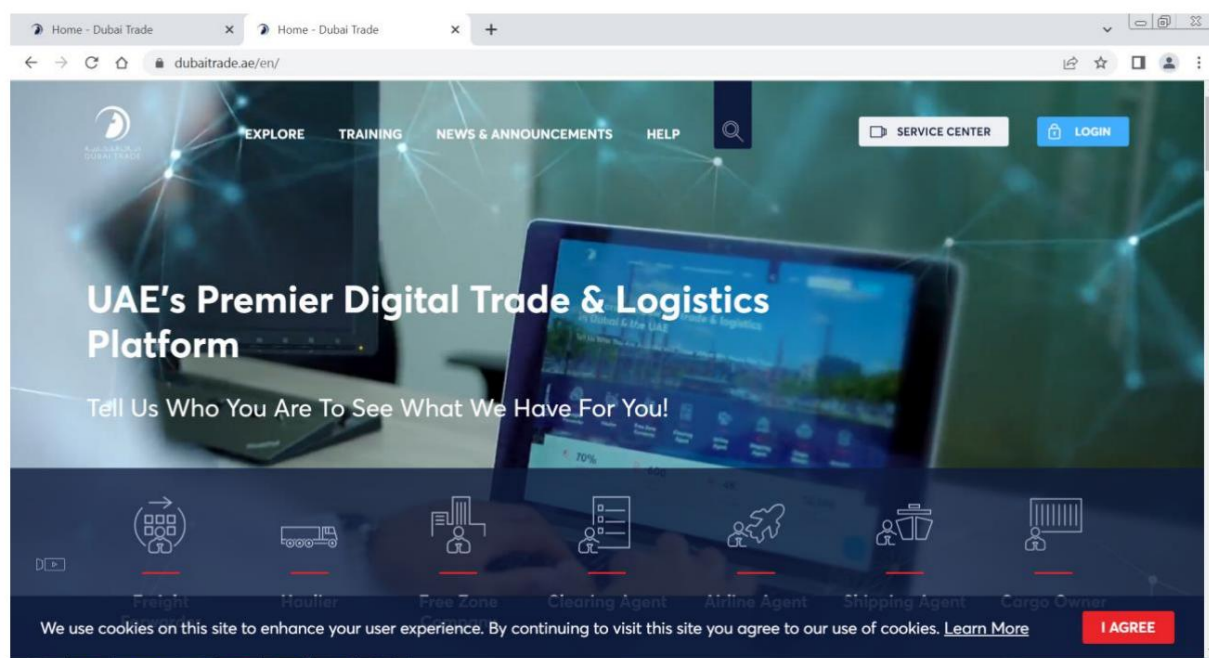 Home - Dubai Trade
Home - Dubai Trade
dubaitrade.ae/en/
DUBAI TRADE
EXPLORE
TRAINING
NEWS & ANNOUNCEMENTS
HELP
SERVICE CENTER
LOGIN
UAE's Premier Digital Trade & Logistics
Platform
Tell Us Who You Are To See What We Have For You!
70%
Freight
Haulier
Free Zone
Clearing Agent
Airline Agent
Shipping Agent
Cargo Owner
We use cookies on this site to enhance your user experience. By continuing to visit this site you agree to our use of cookies. Learn More
I AGREE